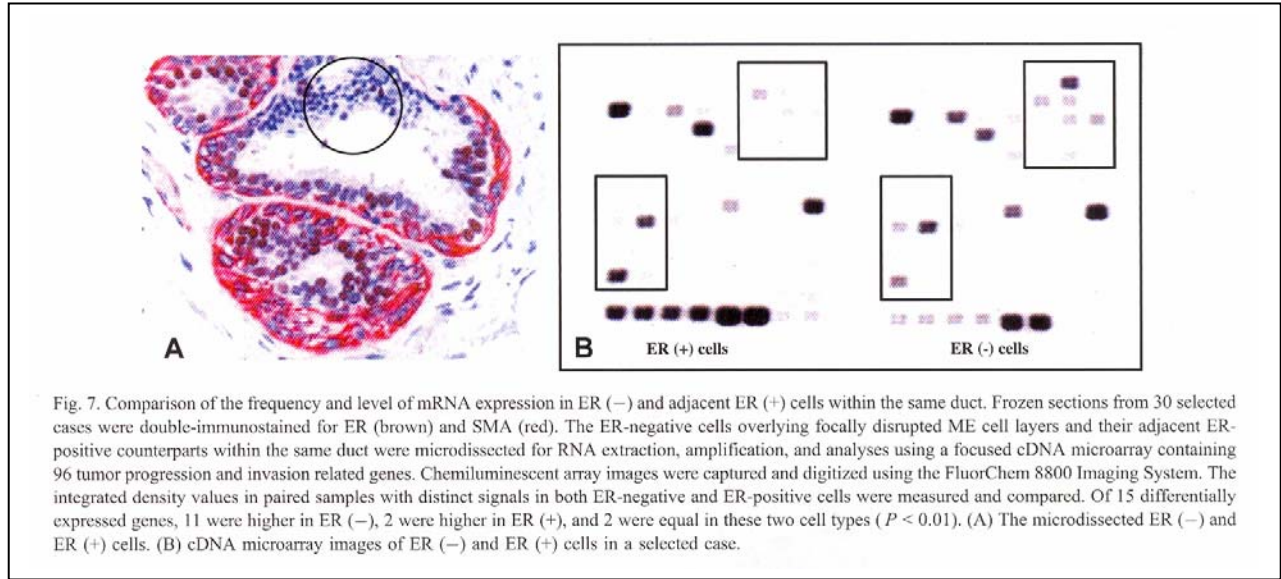 A
B
ER (+) cells
ER (-) cells
Fig. 7. Comparison of the frequency and level of mRNA expression in ER (−) and adjacent ER (+) cells within the same duct. Frozen sections from 30 selected
cases were double-immunostained for ER (brown) and SMA (red). The ER-negative cells overlying focally disrupted ME cell layers and their adjacent ER-
positive counterparts within the same duct were microdissected for RNA extraction, amplification, and analyses using a focused cDNA microarray containing
96 tumor progression and invasion related genes. Chemiluminescent array images were captured and digitized using the FluorChem 8800 Imaging System. The
integrated density values in paired samples with distinct signals in both ER-negative and ER-positive cells were measured and compared. Of 15 differentially
expressed genes, 11 were higher in ER (−), 2 were higher in ER (+), and 2 were equal in these two cell types (P < 0.01). (A) The microdissected ER (−) and
ER (+) cells. (B) cDNA microarray images of ER (−) and ER (+) cells in a selected case.